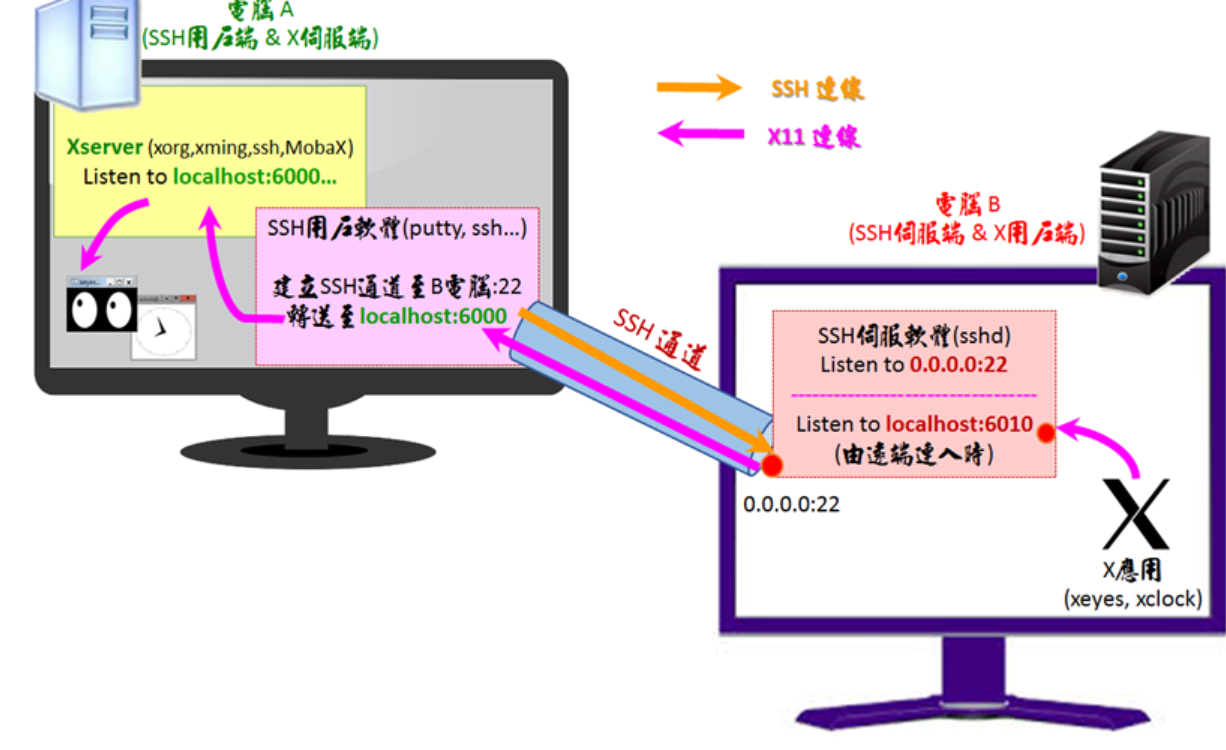 電腦 A
(SSH用戶端 & X伺服端)
SSH 連線
X11 連線
Xserver (xorg,xming,ssh,MobaX)
Listen to localhost:6000...
SSH用戶軟體(putty, ssh...)
建立SSH通道至B電腦:22
轉送至localhost:6000
SSH 通道
電腦 B
(SSH伺服端 & X用戶端)
SSH伺服軟體(sshd)
Listen to 0.0.0.0:22
Listen to localhost:6010
(由遠端連入時)
0.0.0.0:22
X應用
(xeyes, xclock)